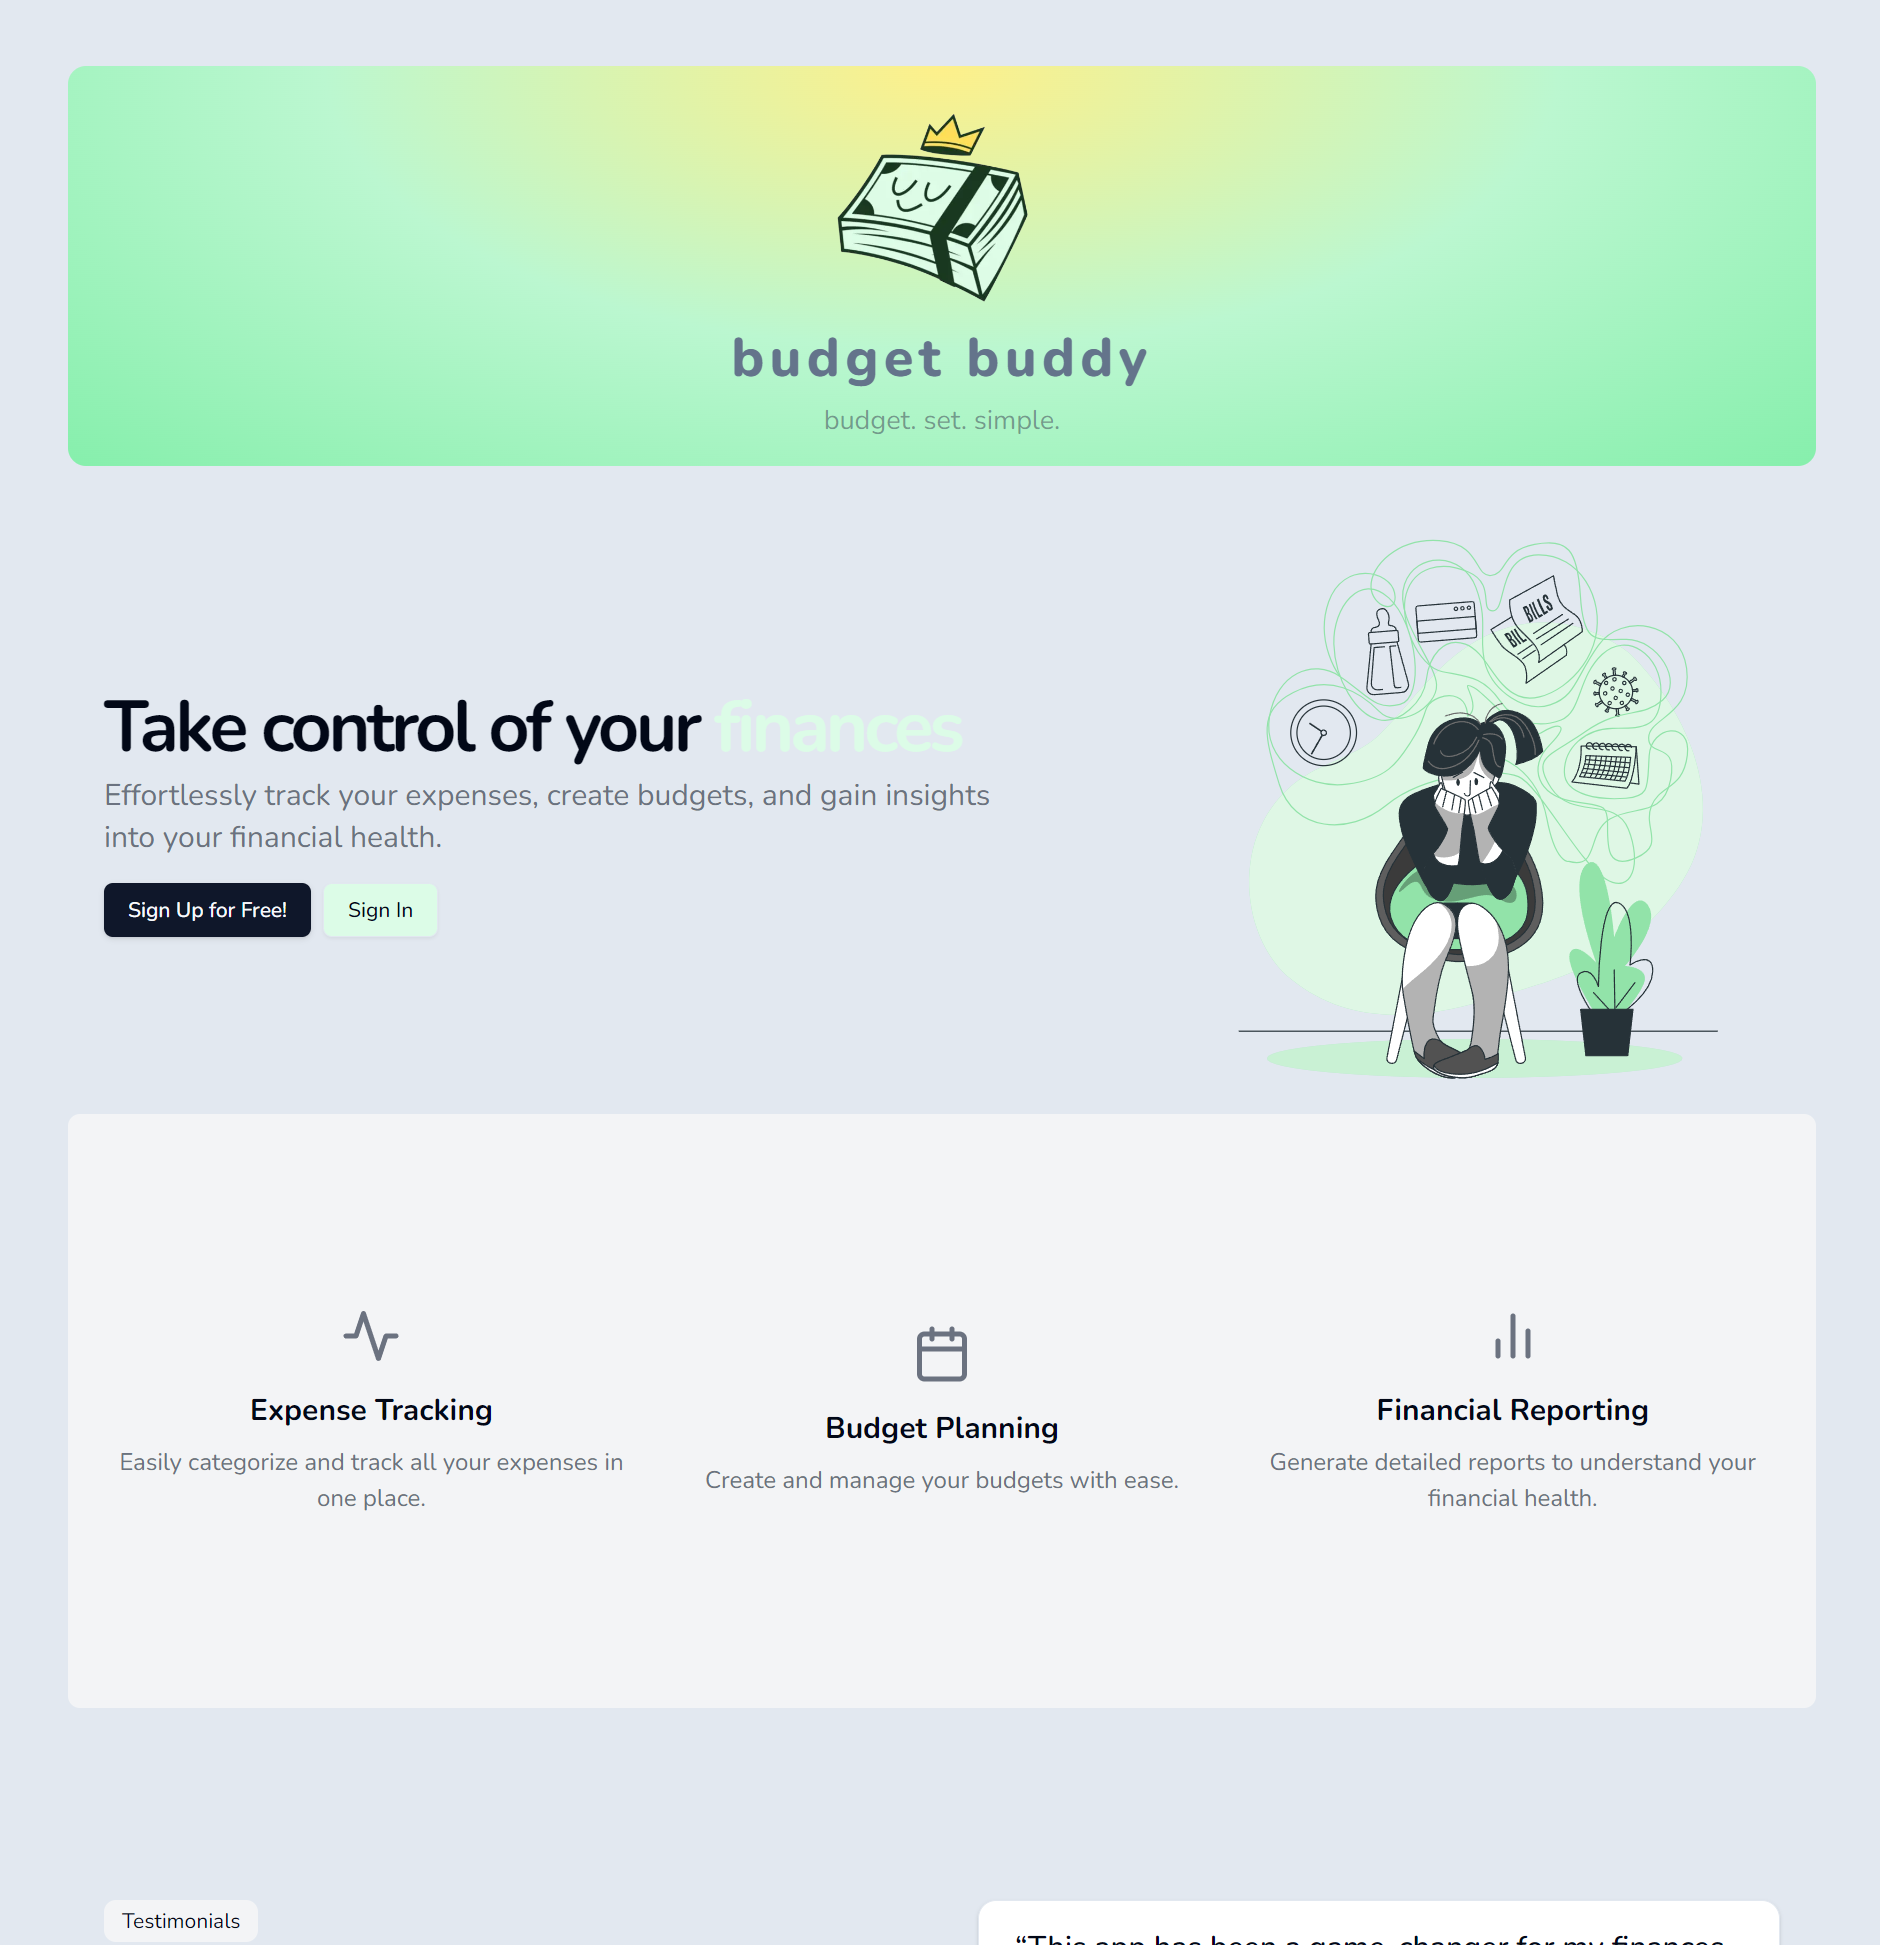 budget buddy
budget. set. simple.
Take control of your finances
Effortlessly track your expenses, create budgets, and gain insights
into your financial health.
Sign Up for Free!
Sign In
BILLS
BIL
Expense Tracking
Easily categorize and track all your expenses in
one place.
Budget Planning
Create and manage your budgets with ease.
Financial Reporting
Generate detailed reports to understand your
financial health.
Testimonials
“This app has been a game-changer for my finances.